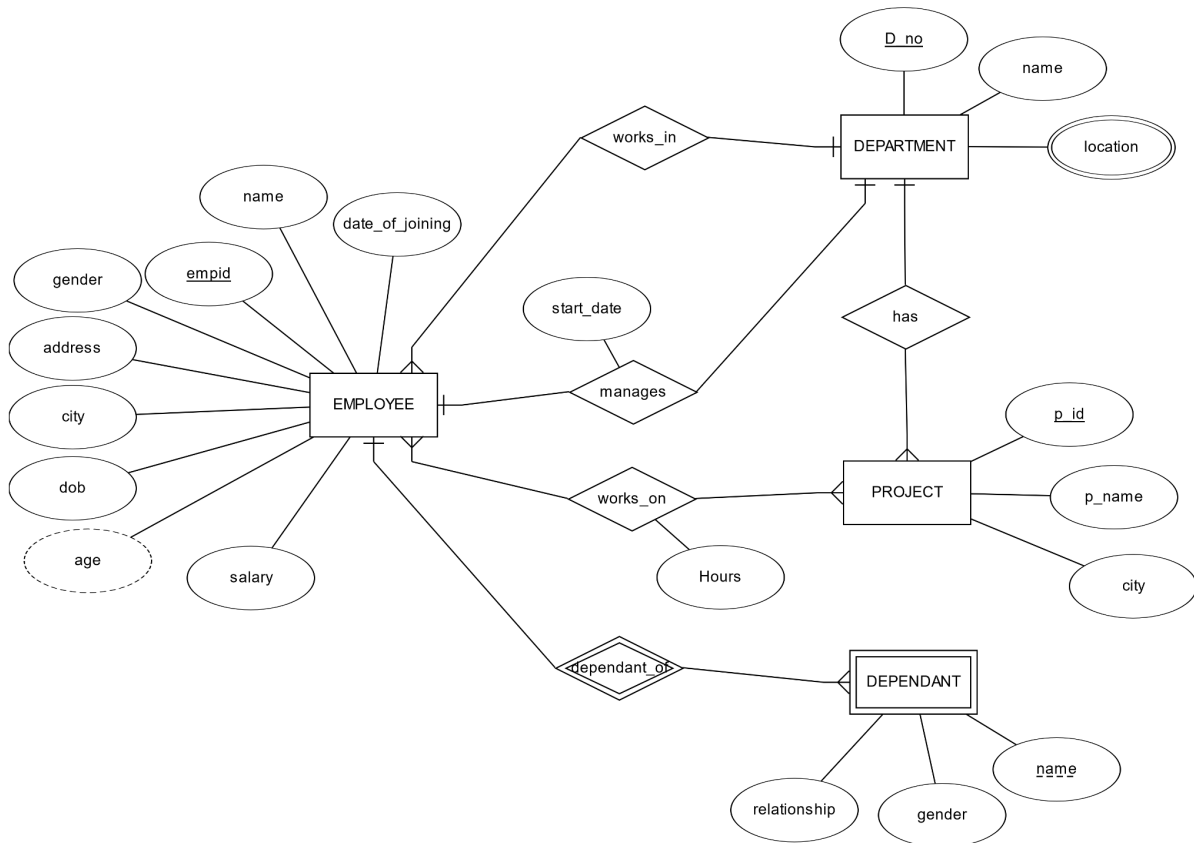 D_no
name
works_in
DEPARTMENT
location
name
date_of_joining
gender
empid
start_date
has
address
manages
EMPLOYEE
city
p_id
dob
works_on
PROJECT
p_name
age
salary
Hours
city
dependant_of
DEPENDANT
name
relationship
gender